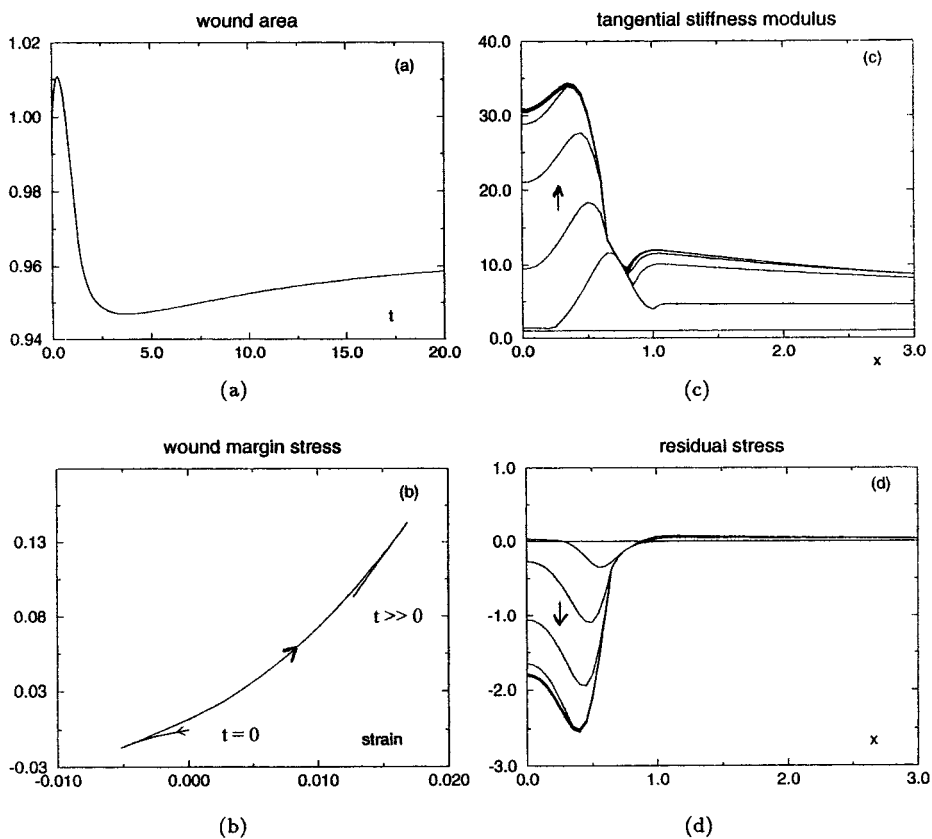 wound area
(a)
1.02
1.00
0.98
0.96
0.94
0.0 5.0 10.0 15.0 20.0
t
(a)
tangential stiffness modulus
(c)
40.0
30.0
20.0
10.0
0.0
0.0 1.0 2.0 3.0
x
(c)
wound margin stress
(b)
0.13
0.08
0.03
-0.03
t >> 0
t = 0
strain
-0.010 0.000 0.010 0.020
(b)
residual stress
(d)
1.0
0.0
-1.0
-2.0
-3.0
x
0.0 1.0 2.0 3.0
(d)